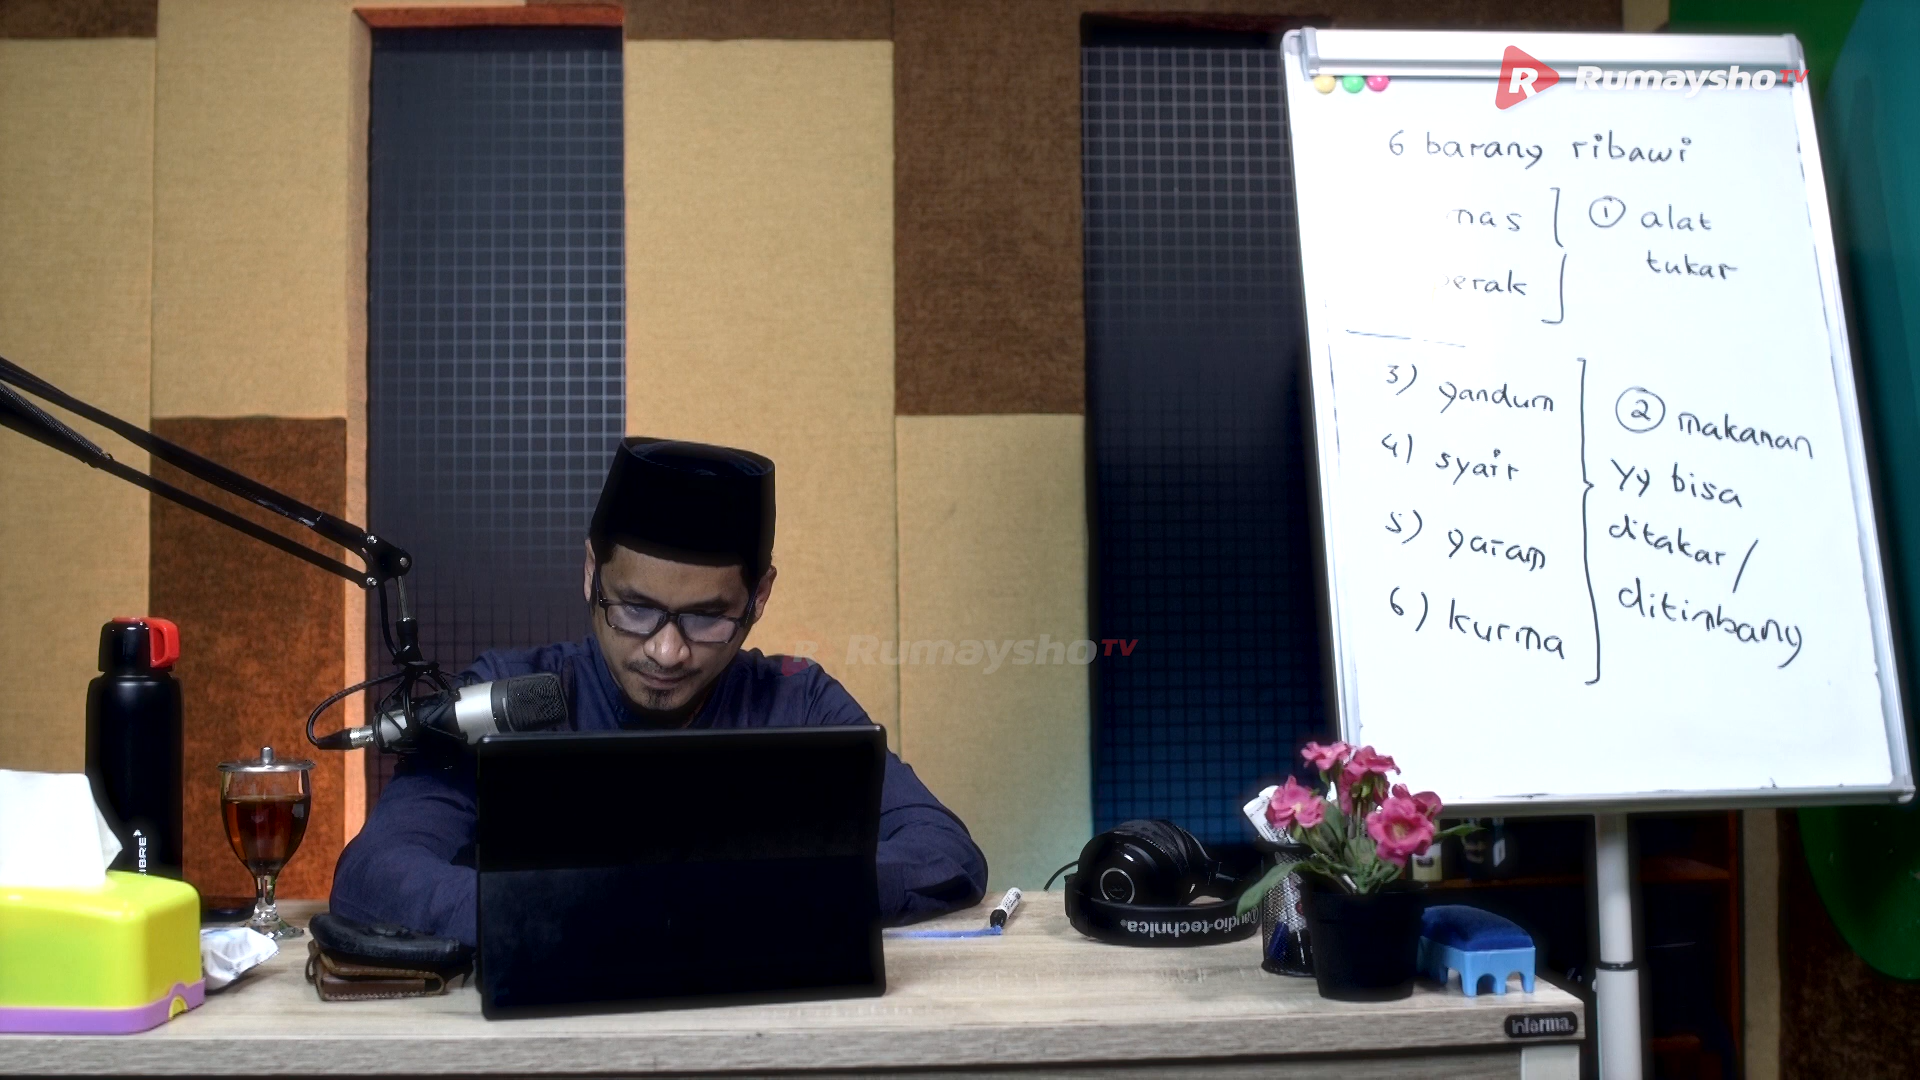 Rumaysho TV
6 barang ribawi
mas
erak
① alat
tukar
3) gandum
4) syair
5) garam
6) kurma
② makanan
yg bisa
ditakar/
ditimbang
Rumaysho TV
audio-technica
informa.